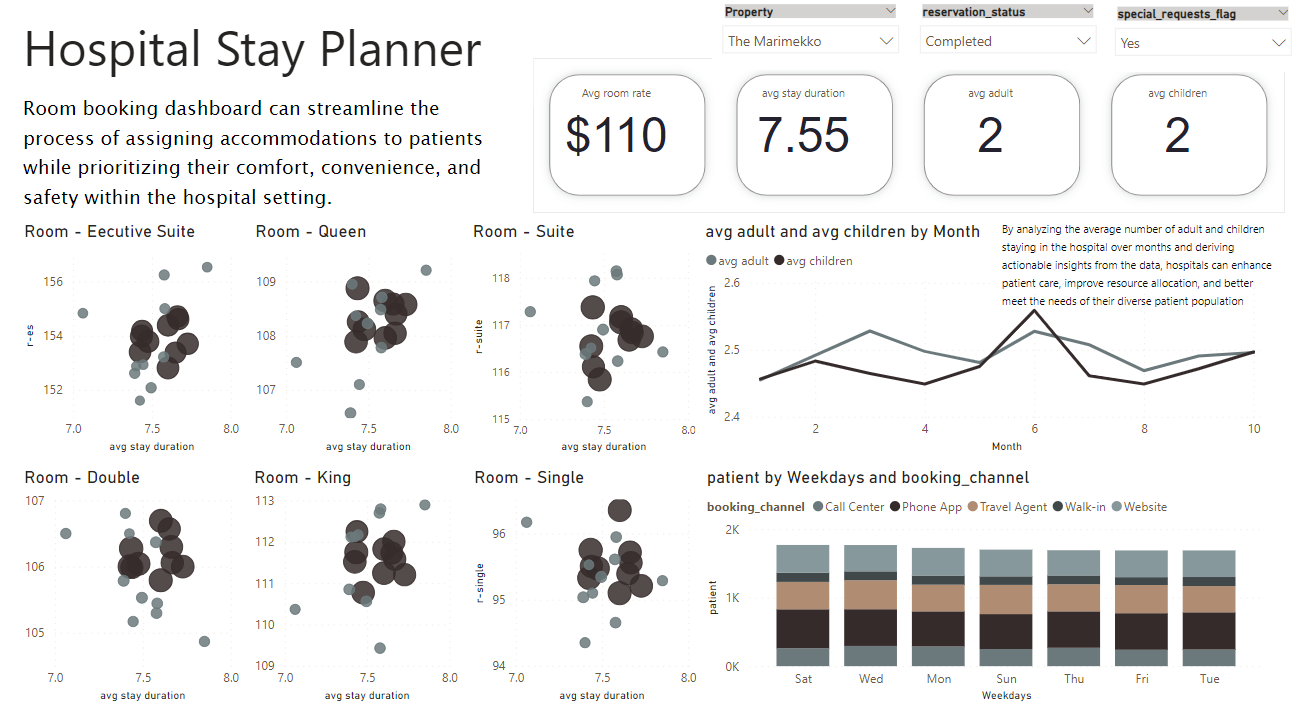 Hospital Stay Planner
Room booking dashboard can streamline the
process of assigning accommodations to patients
while prioritizing their comfort, convenience, and
safety within the hospital setting.
Property
The Marimekko
reservation_status
Completed
special_requests_flag
Yes
Avg room rate
$110
avg stay duration
7.55
avg adult
2
avg children
2
Room - Eecutive Suite
r-es
156
154
152
7.0
7.5
8.0
avg stay duration
Room - Queen
109
108
107
7.0
7.5
8.0
avg stay duration
Room - Suite
r-suite
118
117
116
115
7.0
7.5
8.0
avg stay duration
avg adult and avg children by Month
avg adult avg children
By analyzing the average number of adult and children
staying in the hospital over months and deriving
actionable insights from the data, hospitals can enhance
patient care, improve resource allocation, and better
meet the needs of their diverse patient population
avg adult and avg children
2.6
2.5
2.4
2 4 6 8 10
Month
Room - Double
107
106
105
7.0
7.5
8.0
avg stay duration
Room - King
113
112
111
110
109
7.0
7.5
8.0
avg stay duration
Room - Single
r-single
96
95
94
7.0
7.5
8.0
avg stay duration
patient by Weekdays and booking_channel
booking_channel Call Center Phone App Travel Agent Walk-in Website
patient
2K
1K
0K
Sat Wed Mon Sun Thu Fri Tue
Weekdays